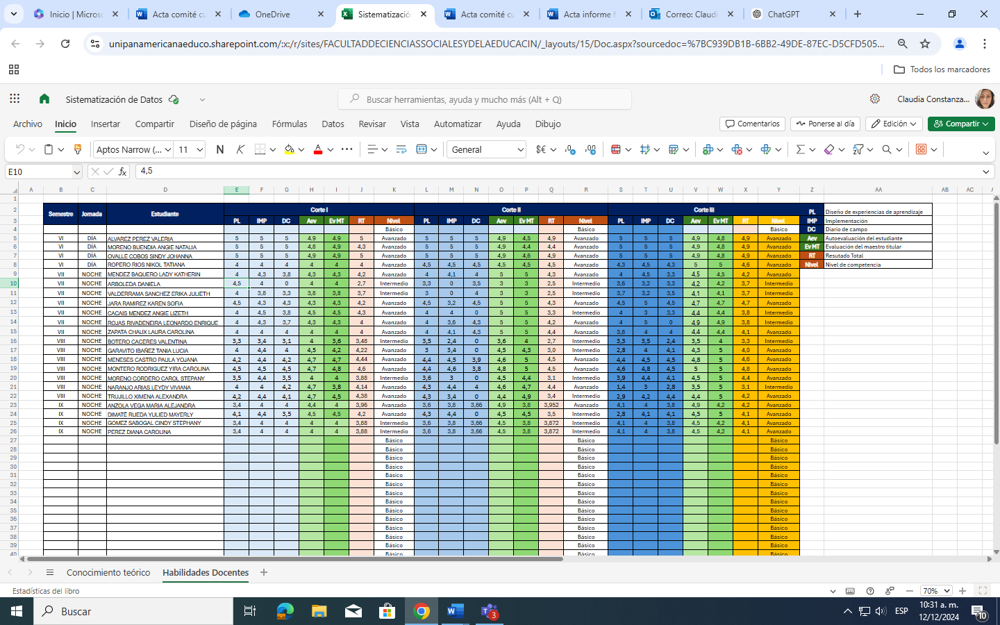 Inicio | Microso
Acta comité cu
OneDrive
Sistematizació
Acta comité cu
Acta informe f
Correo: Claudi
ChatGPT
unipanamericanaeduco.sharepoint.com/:x:/r/sites/FACULTADDECIENCIASSOCIALESYDELAEDUCACIN/_layouts/15/Doc.aspx?sourcedoc=%7BC939DB1B-6BB2-49DE-87EC-D5CFD505...
Todos los marcadores
Sistematización de Datos
Buscar herramientas, ayuda y mucho más (Alt + Q)
Claudia Constanza...
Archivo Inicio Insertar Compartir Diseño de página Fórmulas Datos Revisar Vista Automatizar Ayuda Dibujo
Comentarios Ponerse al día Edición Compartir
Aptos Narrow (... 11 N K General $€
E10 fx 4,5
A B C D E F G H I J K L M N O P Q R S T U V W X Y Z AA AB AC
1
2 Semestre Jornada Estudiante Corte I Corte II Corte III PL Diseño de experiencias de aprendizaje
3 PL IMP DC Aev Ev MT RT Nivel PL IMP DC Aev Ev MT RT Nivel PL IMP DC Aev Ev MT RT Nivel IMP Implementación
4 Básico Básico Básico DC Diario de campo
5 VI DÍA ALVAREZ PEREZ VALERIA 5 5 5 4,9 4,9 5 Avanzado 5 5 5 4,9 4,5 4,9 Avanzado 5 5 5 4,9 4,8 4,9 Avanzado Aev Autoevaluación del estudiante
6 VI DÍA MORENO BUENDIA ANGIE NATALIA 5 5 5 4,8 4,9 4,3 Avanzado 5 5 5 4,9 4,4 4,4 Avanzado 5 5 5 4,9 4,8 4,9 Avanzado Ev MT Evaluación del maestro titular
7 VI DÍA OVALLE COBOS SINDY JOHANNA 5 5 5 4,9 4,9 5 Avanzado 5 5 5 4,9 4,6 4,9 Avanzado 5 5 5 4,9 4,8 4,9 Avanzado RT Resutado Total
8 VI DÍA ROPERO RIOS NIKOL TATIANA 4 4 4 4 4 4 Avanzado 4,5 4,5 4,5 4,5 4,5 4,5 Avanzado 4,3 4,5 4,3 5 5 4,6 Avanzado Nivel Nivel de competencia
9 VII NOCHE MENDEZ BAQUERO LADY KATHERIN 4 4,3 3,8 4,3 4,3 4,2 Avanzado 4 4,1 4 5 5 4,3 Avanzado 4 4,5 3,3 4,5 4,5 4,2 Avanzado
10 VII NOCHE ARBOLEDA DANIELA 4,5 4 0 4 4 2,7 Intermedio 3,3 0 3,5 3 3 2,5 Intermedio 3,6 3,2 3,3 4,2 4,2 3,7 Intermedio
11 VII NOCHE VALDERRAMA SANCHEZ ERIKA JULIETH 4 3,8 3,3 3,8 3,8 3,7 Intermedio 3 0 4 3 3 2,5 Intermedio 3,7 3,2 3,5 4,1 4,1 3,7 Intermedio
12 VII NOCHE JARA RAMIREZ KAREN SOFIA 4,5 4,3 4,3 4,3 4,3 4,2 Avanzado 4,5 3,2 4,5 5 5 4,3 Avanzado 4,5 5 4,5 4,7 4,7 4,7 Avanzado
13 VII NOCHE CACAIS MENDEZ ANGIE LIZETH 4 4,5 3,8 4,5 4,5 4,3 Avanzado 4 4 0 5 5 3,3 Intermedio 4 3 3,3 4,4 4,4 3,8 Intermedio
14 VII NOCHE ROJAS RIVADENEIRA LEONARDO ENRIQUE 4 4,3 3,7 4,3 4,3 4 Avanzado 4 3,6 4,3 5 5 4,2 Avanzado 4 5 0 4,9 4,9 3,8 Intermedio
15 VII NOCHE ZAPATA CHAUX LAURA CAROLINA 4 4 4 4 4 4 Avanzado 4 4,1 4,3 5 5 4,4 Avanzado 3,8 4 4 4,4 4,4 4,1 Avanzado
16 VIII NOCHE BOTERO CACERES VALENTINA 3,3 3,4 3,1 4 3,6 3,48 Intermedio 3,5 2,4 0 3,6 4 2,7 Intermedio 3,3 3,5 2,4 3,5 4 3,3 Intermedio
17 VIII NOCHE GARAVITO IBAÑEZ TANIA LUCIA 4 4,4 4 4,5 4,2 4,22 Avanzado 3 3,4 0 4,5 4,3 3,0 Intermedio 2,8 4 4,1 4,3 5 4,0 Avanzado
18 VIII NOCHE MENESES CASTRO PAULA YOJANA 4,2 4,4 4,2 4,7 4,7 4,44 Avanzado 4,4 4,5 3,9 4,6 5 4,5 Avanzado 4,4 4,5 4,5 4,8 5 4,6 Avanzado
19 VIII NOCHE MONTERO RODRIGUEZ YIRA CAROLINA 4,5 4,5 4,5 4,7 4,8 4,6 Avanzado 4,4 4,6 3,8 4,8 5 4,5 Avanzado 4,6 4,8 4,5 5 5 4,8 Avanzado
20 VIII NOCHE MORENO CORDERO CAROL STEPANY 3,5 4,4 3,5 4 4 3,88 Intermedio 3,6 3 0 4,5 4,4 3,1 Intermedio 3,9 4,4 4,1 4,5 5 4,4 Avanzado
21 VIII NOCHE NARANJO ARIAS LEYDY VIVIANA 4 4 4,2 4,7 3,8 4,14 Avanzado 4,3 4,4 4 4,6 4,7 4,4 Avanzado 1,4 3 2,8 3,5 5 3,1 Intermedio
22 VIII NOCHE TRUJILLO XIMENA ALEXANDRA 4,2 4,4 4,1 4,7 4,5 4,38 Avanzado 4,3 3,4 0 4,4 4,9 3,4 Intermedio 2,9 4,2 4,4 4,4 5 4,2 Avanzado
23 IX NOCHE ANZOLA VEGA MARIA ALEJANDRA 3,4 4 4 4,4 4 3,96 Avanzado 3,6 3,8 3,66 4,9 3,8 3,952 Avanzado 4,1 4 3,8 4,9 4,2 4,2 Avanzado
24 IX NOCHE DIMATÉ RUEDA YULIED MAYERLY 4,1 4,4 3,5 4,5 4,5 4,2 Avanzado 4,3 4,4 0 4,5 4,5 3,5 Intermedio 2,8 4,1 4,1 4,5 5 4,1 Avanzado
25 IX NOCHE GOMEZ SABOGAL CINDY STEPHANY 3,4 4 4 4 4 3,88 Intermedio 3,6 3,8 3,66 4,5 3,8 3,872 Intermedio 4,1 4 3,8 4,5 4,2 4,1 Avanzado
26 IX NOCHE PEREZ DIANA CAROLINA 3,4 4 4 4 4 3,88 Intermedio 3,6 3,8 3,66 4,5 3,8 3,872 Intermedio 4,1 4 3,8 4,5 4,2 4,1 Avanzado
27 Básico Básico Básico
28 Básico Básico Básico
29 Básico Básico Básico
30 Básico Básico Básico
31 Básico Básico Básico
32 Básico Básico Básico
33 Básico Básico Básico
34 Básico Básico Básico
35 Básico Básico Básico
36 Básico Básico Básico
37 Básico Básico Básico
38 Básico Básico Básico
39 Básico Básico Básico
40 Básico Básico Básico
Conocimiento teórico Habilidades Docentes
Estadísticas del libro 70%
Buscar
3
ESP
10:31 a. m.
12/12/2024
10